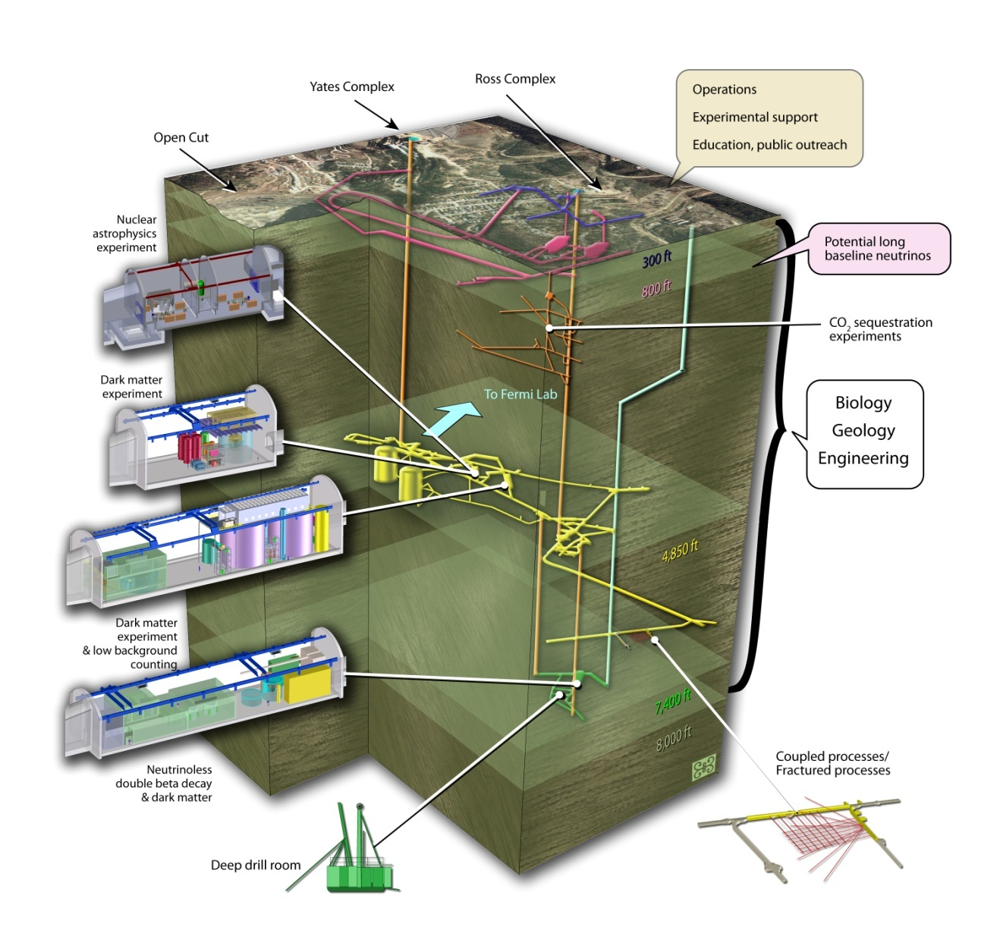 Yates Complex
Ross Complex
Operations
Experimental support
Education, public outreach
Open Cut
Nuclear
astrophysics
experiment
Potential long
baseline neutrinos
300 ft
800 ft
CO2 sequestration
experiments
Dark matter
experiment
To Fermi Lab
Biology
Geology
Engineering
4,850 ft
Dark matter
experiment
& low background
counting
7,400 ft
8,000 ft
Neutrinoless
double beta decay
& dark matter
Coupled processes/
Fractured processes
Deep drill room